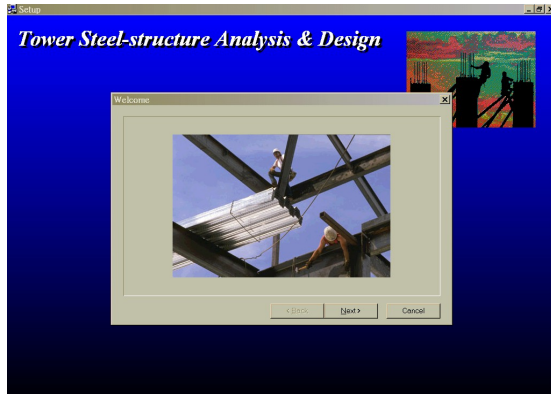 Setup
Tower Steel-structure Analysis & Design
Welcome
< Back
Next >
Cancel